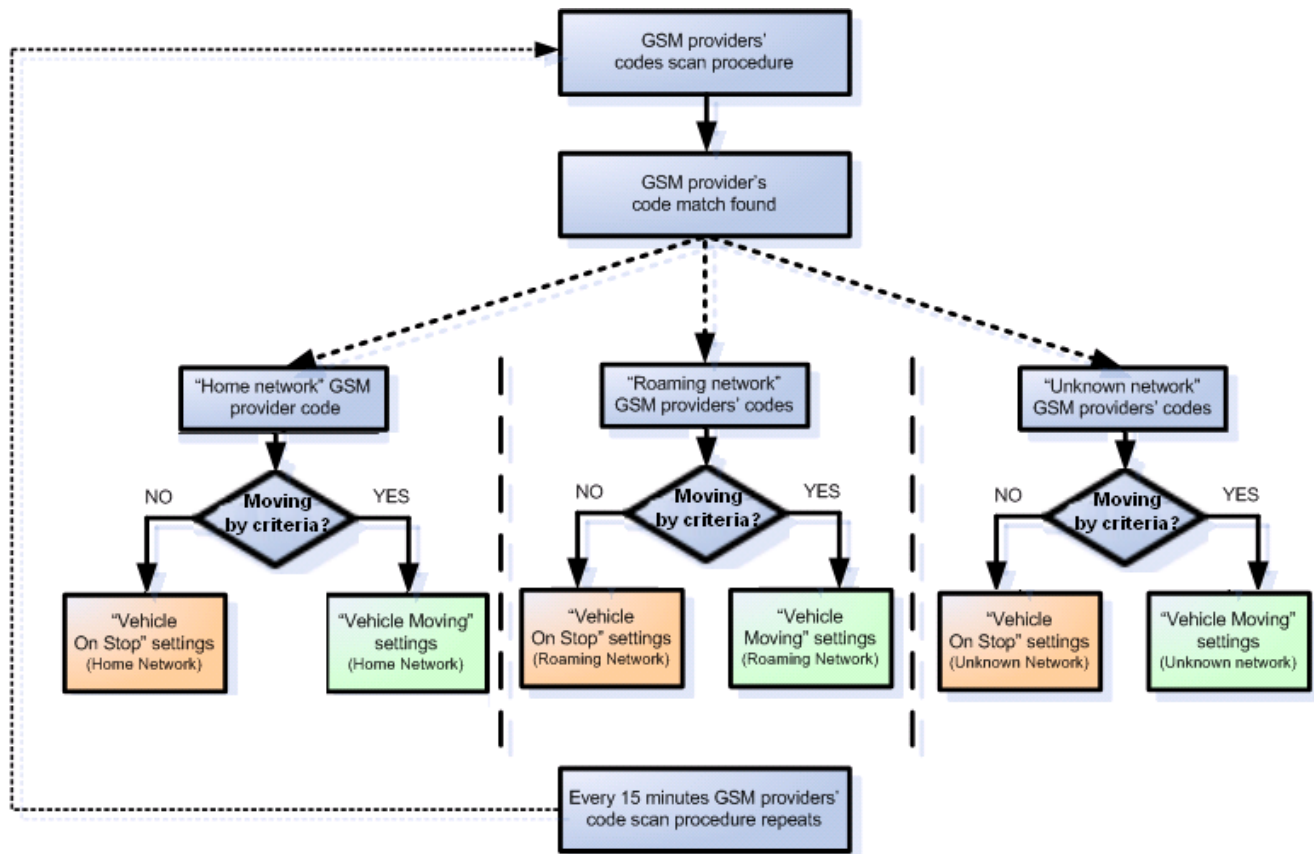 GSM providers'
codes scan procedure
GSM provider's
code match found
"Home network" GSM
provider code
"Roaming network"
GSM providers' codes
"Unknown network"
GSM providers' codes
NO
Moving
by criteria?
YES
NO
Moving
by criteria?
YES
NO
Moving
by criteria?
YES
"Vehicle
On Stop" settings
(Home Network)
"Vehicle Moving"
settings
(Home Network)
"Vehicle
On Stop" settings
(Roaming Network)
"Vehicle
Moving" settings
(Roaming Network)
"Vehicle
On Stop" settings
(Unknown Network)
"Vehicle Moving"
settings
(Unknown network)
Every 15 minutes GSM providers'
code scan procedure repeats